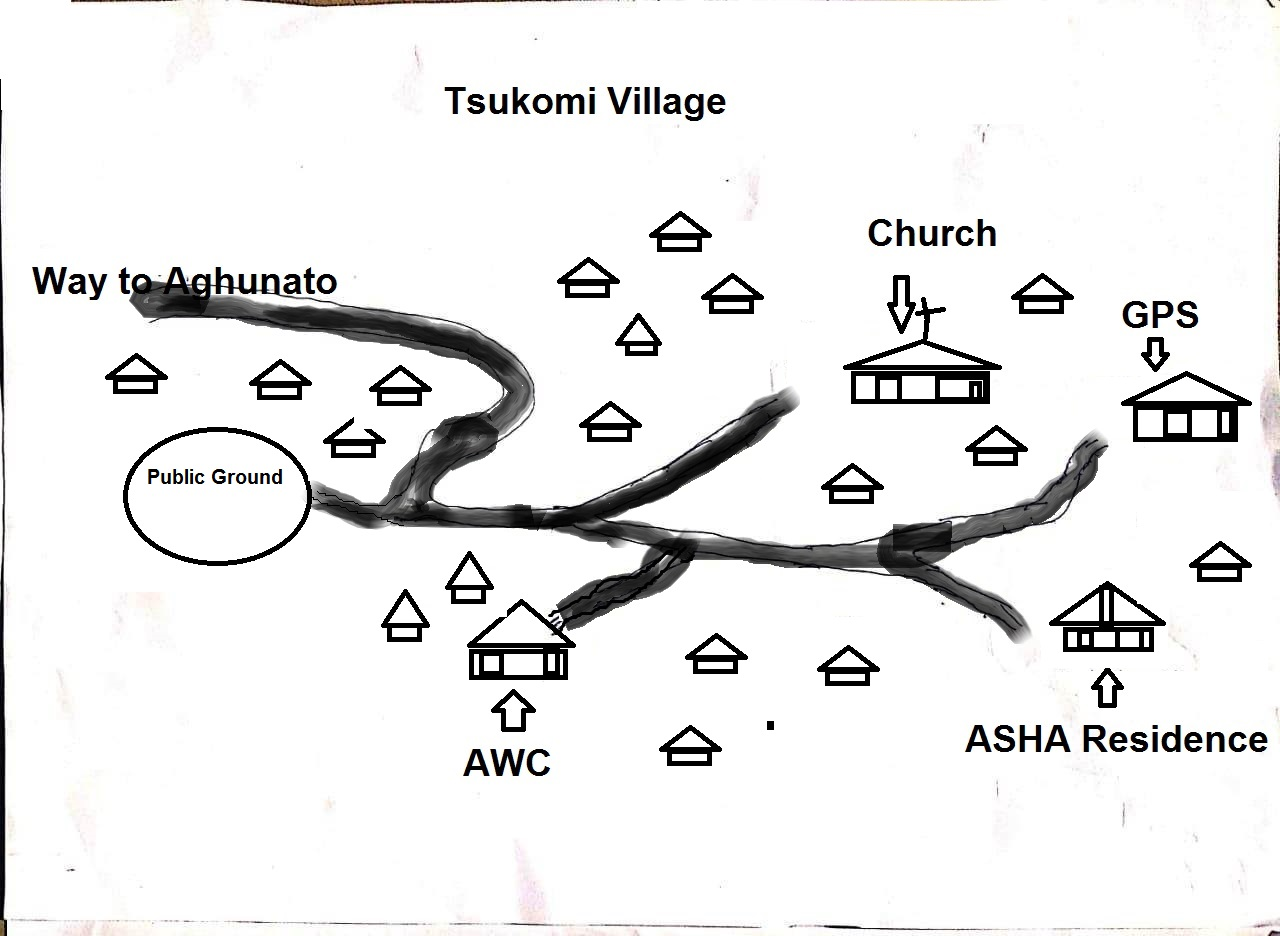 Tsukomi Village
Church
Way to Aghunato
GPS
Public Ground
ASHA Residence
AWC